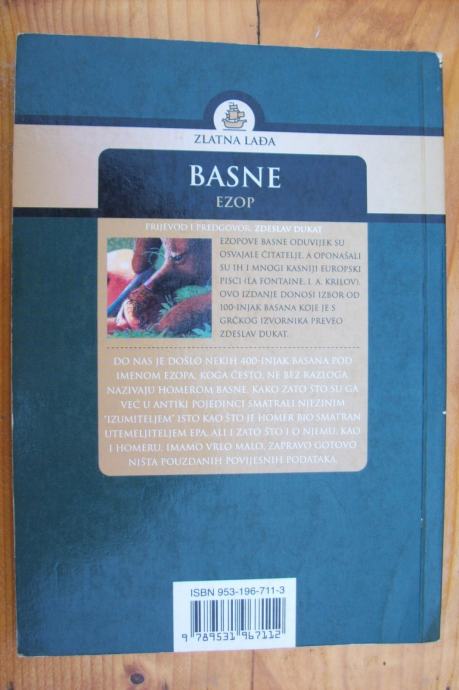 ZLATNA LAĐA
BASNE
EZOP
PRIJEVOD I PREDGOVOR: ZDESLAV DUKAT
EZOPOVE BASNE ODUVIJEK SU
OSVAJALE ČITATELJE, A OPONAŠALI
SU IH I MNOGI KASNIJI EUROPSKI
PISCI (LA FONTAINE, I. A. KRILOV).
OVO IZDANJE DONOSI IZBOR OD
100-INJAK BASANA KOJE JE S
GRČKOG IZVORNIKA PREVEO
ZDESLAV DUKAT.
DO NAS JE DOŠLO NEKIH 400-INJAK BASANA POD
IMENOM EZOPA, KOGA ČESTO, NE BEZ RAZLOGA,
NAZIVAJU HOMEROM BASNE, KAKO ZATO ŠTO SU GA
VEĆ U ANTIKI POJEDINCI SMATRALI NJEZINIM
"IZUMITELJEM" ISTO KAO ŠTO JE HOMER BIO SMATRAN
UTEMELJITELJEM EPA, ALI I ZATO ŠTO I O NJEMU, KAO
I HOMERU, IMAMO VRLO MALO, ZAPRAVO GOTOVO
NIŠTA POUZDANIH POVIJESNIH PODATAKA.
ISBN 953-196-711-3
9 789531 967112